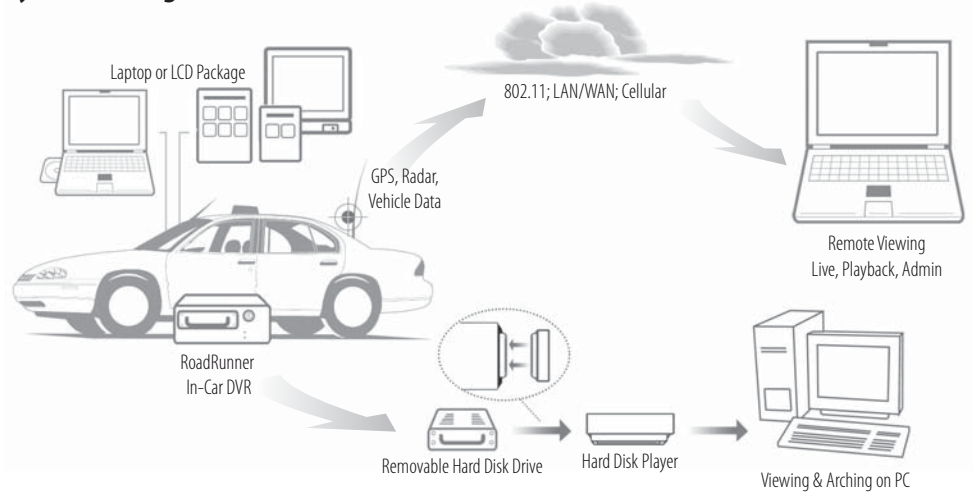 Laptop or LCD Package
802.11; LAN/WAN; Cellular
GPS, Radar,
Vehicle Data
Remote Viewing
Live, Playback, Admin
RoadRunner
In-Car DVR
Removable Hard Disk Drive
Hard Disk Player
Viewing & Arching on PC